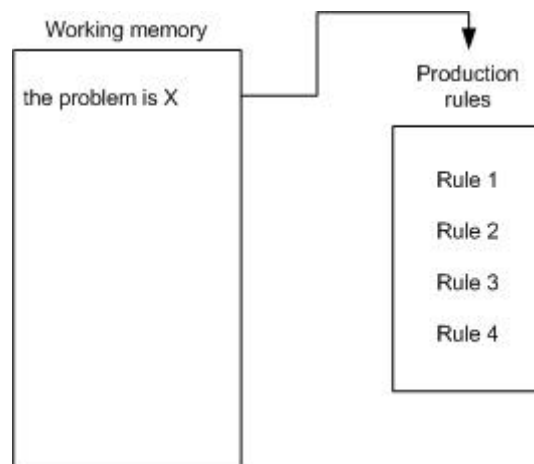 Working memory
the problem is X
Production
rules
Rule 1
Rule 2
Rule 3
Rule 4